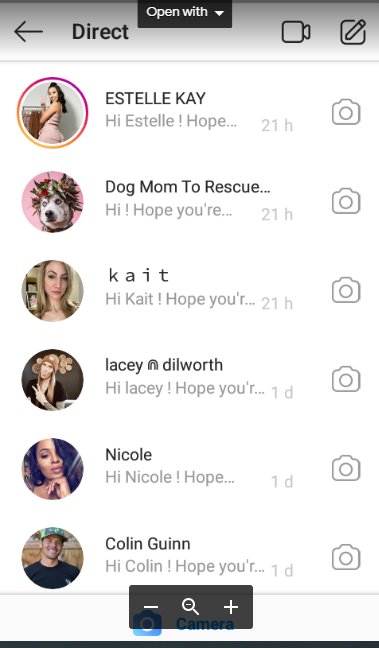 Open with
Direct
ESTELLE KAY
Hi Estelle ! Hope... 21 h
Dog Mom To Rescue...
Hi ! Hope you're... 21 h
k a i t
Hi Kait ! Hope you'r... 21 h
lacey ⋒ dilworth
Hi lacey ! Hope you'r... 1 d
Nicole
Hi Nicole ! Hope... 1 d
Colin Guinn
Hi Colin ! Hope you'r... 1 d
Camera